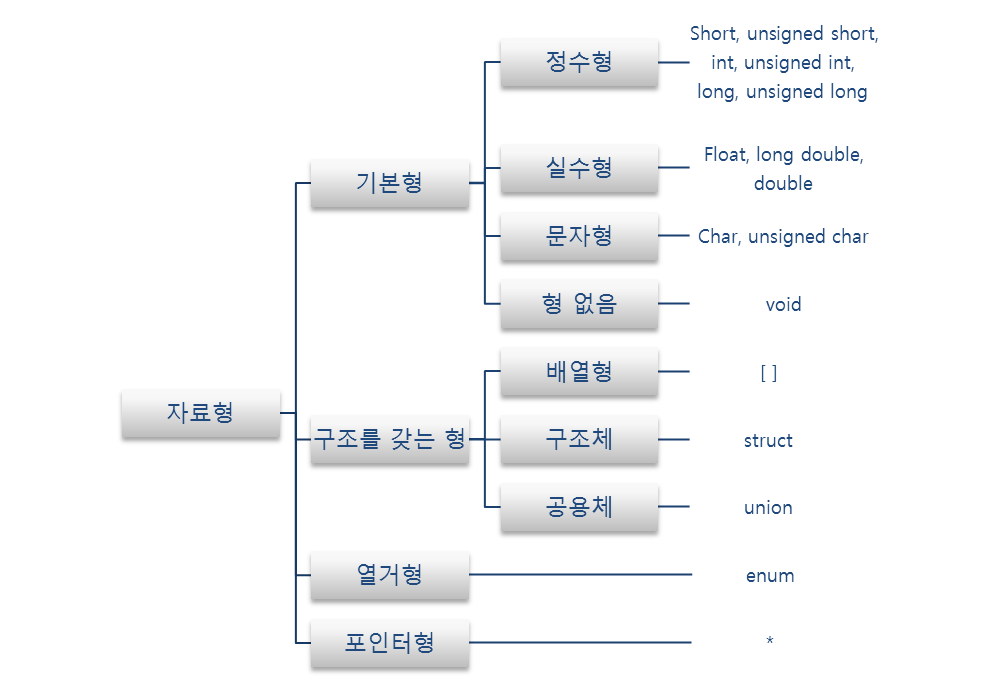 자료형
기본형
정수형
Short, unsigned short,
int, unsigned int,
long, unsigned long
실수형
Float, long double,
double
문자형
Char, unsigned char
형 없음
void
구조를 갖는 형
배열형
[ ]
구조체
struct
공용체
union
열거형
enum
포인터형
*